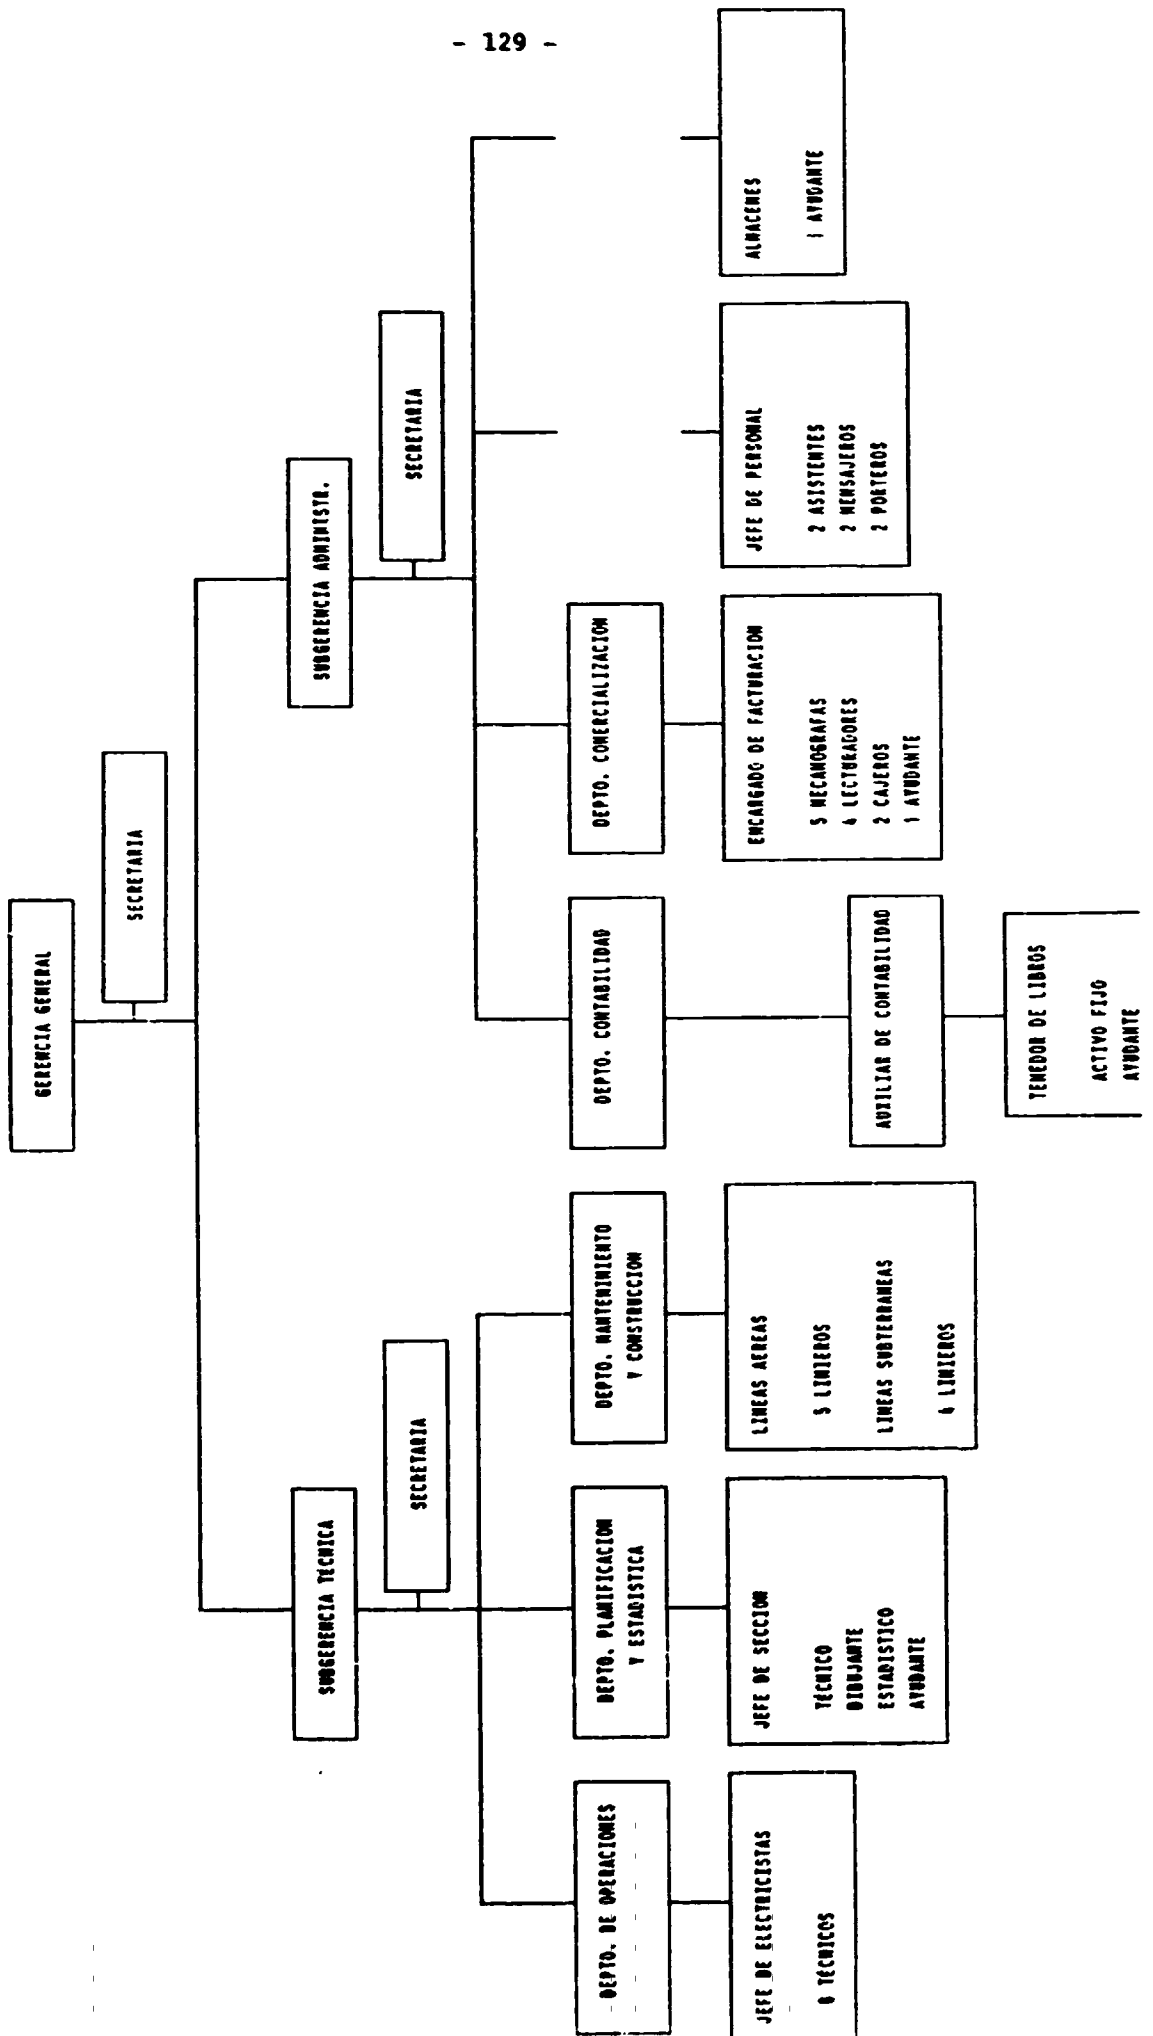 - 129 -
GERENCIA GENERAL
SECRETARIA
SUBGERENCIA TECNICA
SECRETARIA
SUBGERENCIA ADMINISTR.
SECRETARIA
DEPTO. DE OPERACIONES
DEPTO. PLANIFICACION
Y ESTADISTICA
DEPTO. MANTENIMIENTO
Y CONSTRUCCION
DEPTO. CONTABILIDAD
DEPTO. COMERCIALIZACION
JEFE DE ELECTRICISTAS
TECNICOS
JEFE DE SECCION
TECNICO
DIBUJANTE
ESTADISTICO
AYUDANTE
LINEAS AEREAS
5 LINIEROS
LINEAS SUBTERRANEAS
4 LINIEROS
AUXILIAR DE CONTABILIDAD
TENEDOR DE LIBROS
ACTIVO FIJO
AYUDANTE
ENCARGADO DE FACTURACION
5 MECANOGRAFAS
4 LECTURADORES
2 CAJEROS
1 AYUDANTE
JEFE DE PERSONAL
2 ASISTENTES
2 MENSAJEROS
2 PORTEROS
ALMACENES
1 AYUDANTE